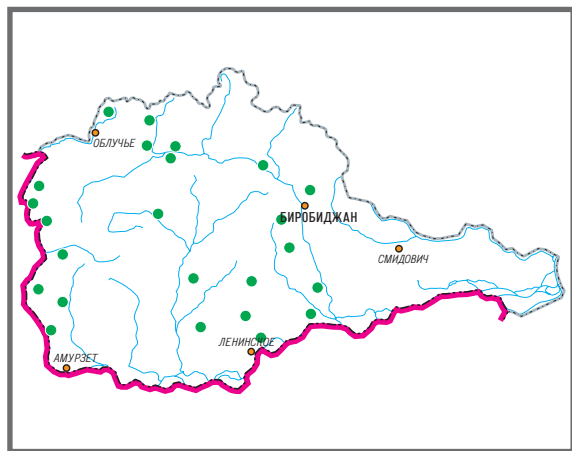 ОБЛУЧЬЕ
БИРОБИДЖАН
СМИДОВИЧ
ЛЕНИНСКОЕ
АМУРЗЕТ